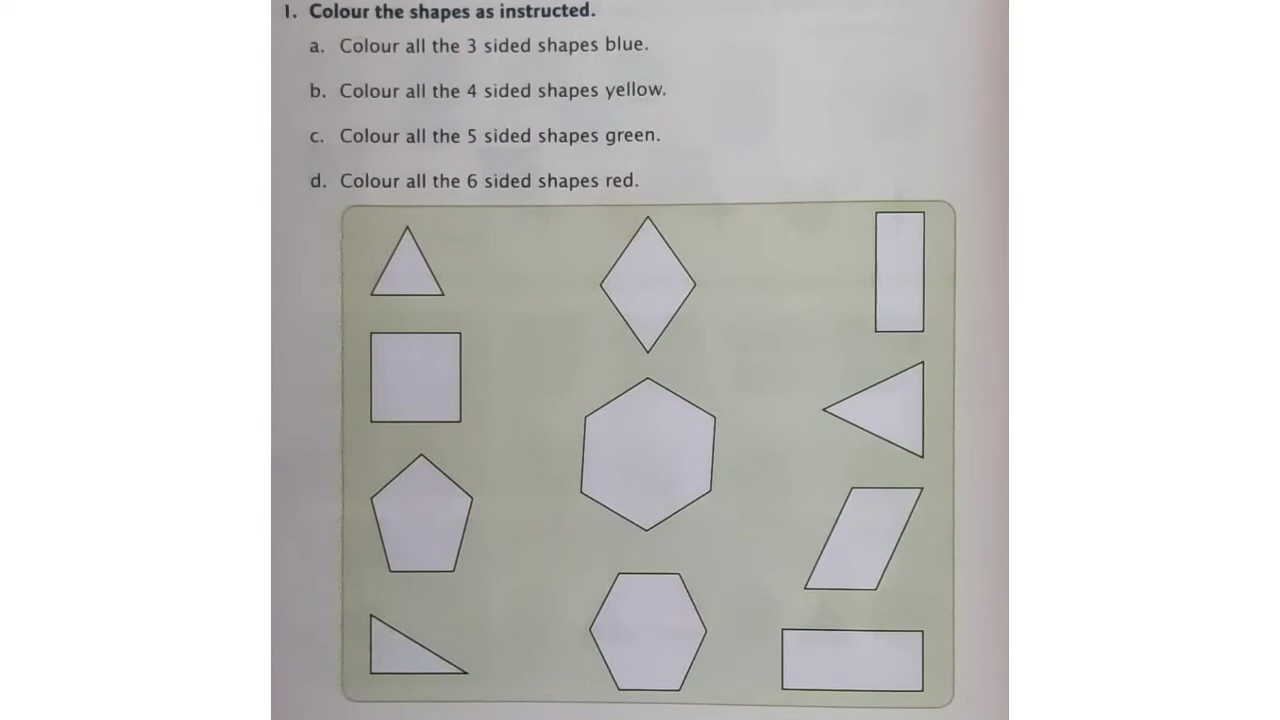 1. Colour the shapes as instructed.
a. Colour all the 3 sided shapes blue.
b. Colour all the 4 sided shapes yellow.
c. Colour all the 5 sided shapes green.
d. Colour all the 6 sided shapes red.